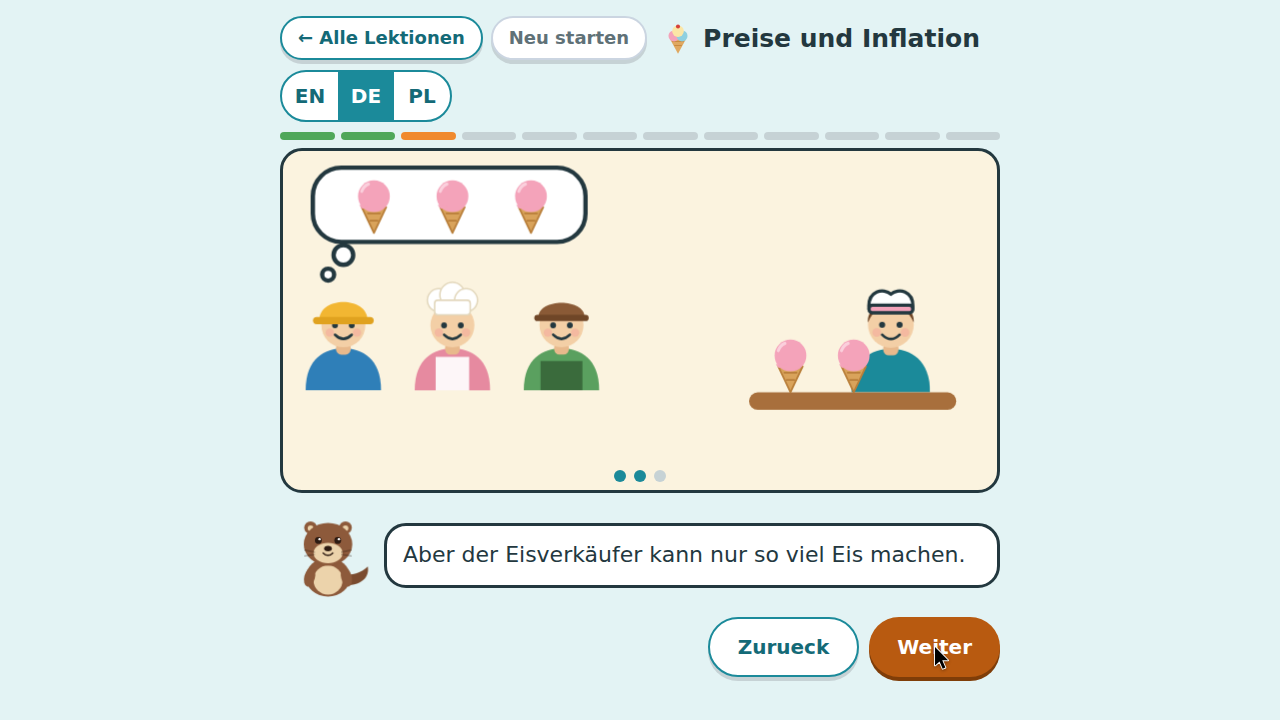 ← Alle Lektionen
Neu starten
Preise und Inflation
EN DE PL
Aber der Eisverkäufer kann nur so viel Eis machen.
Zurueck
Weiter